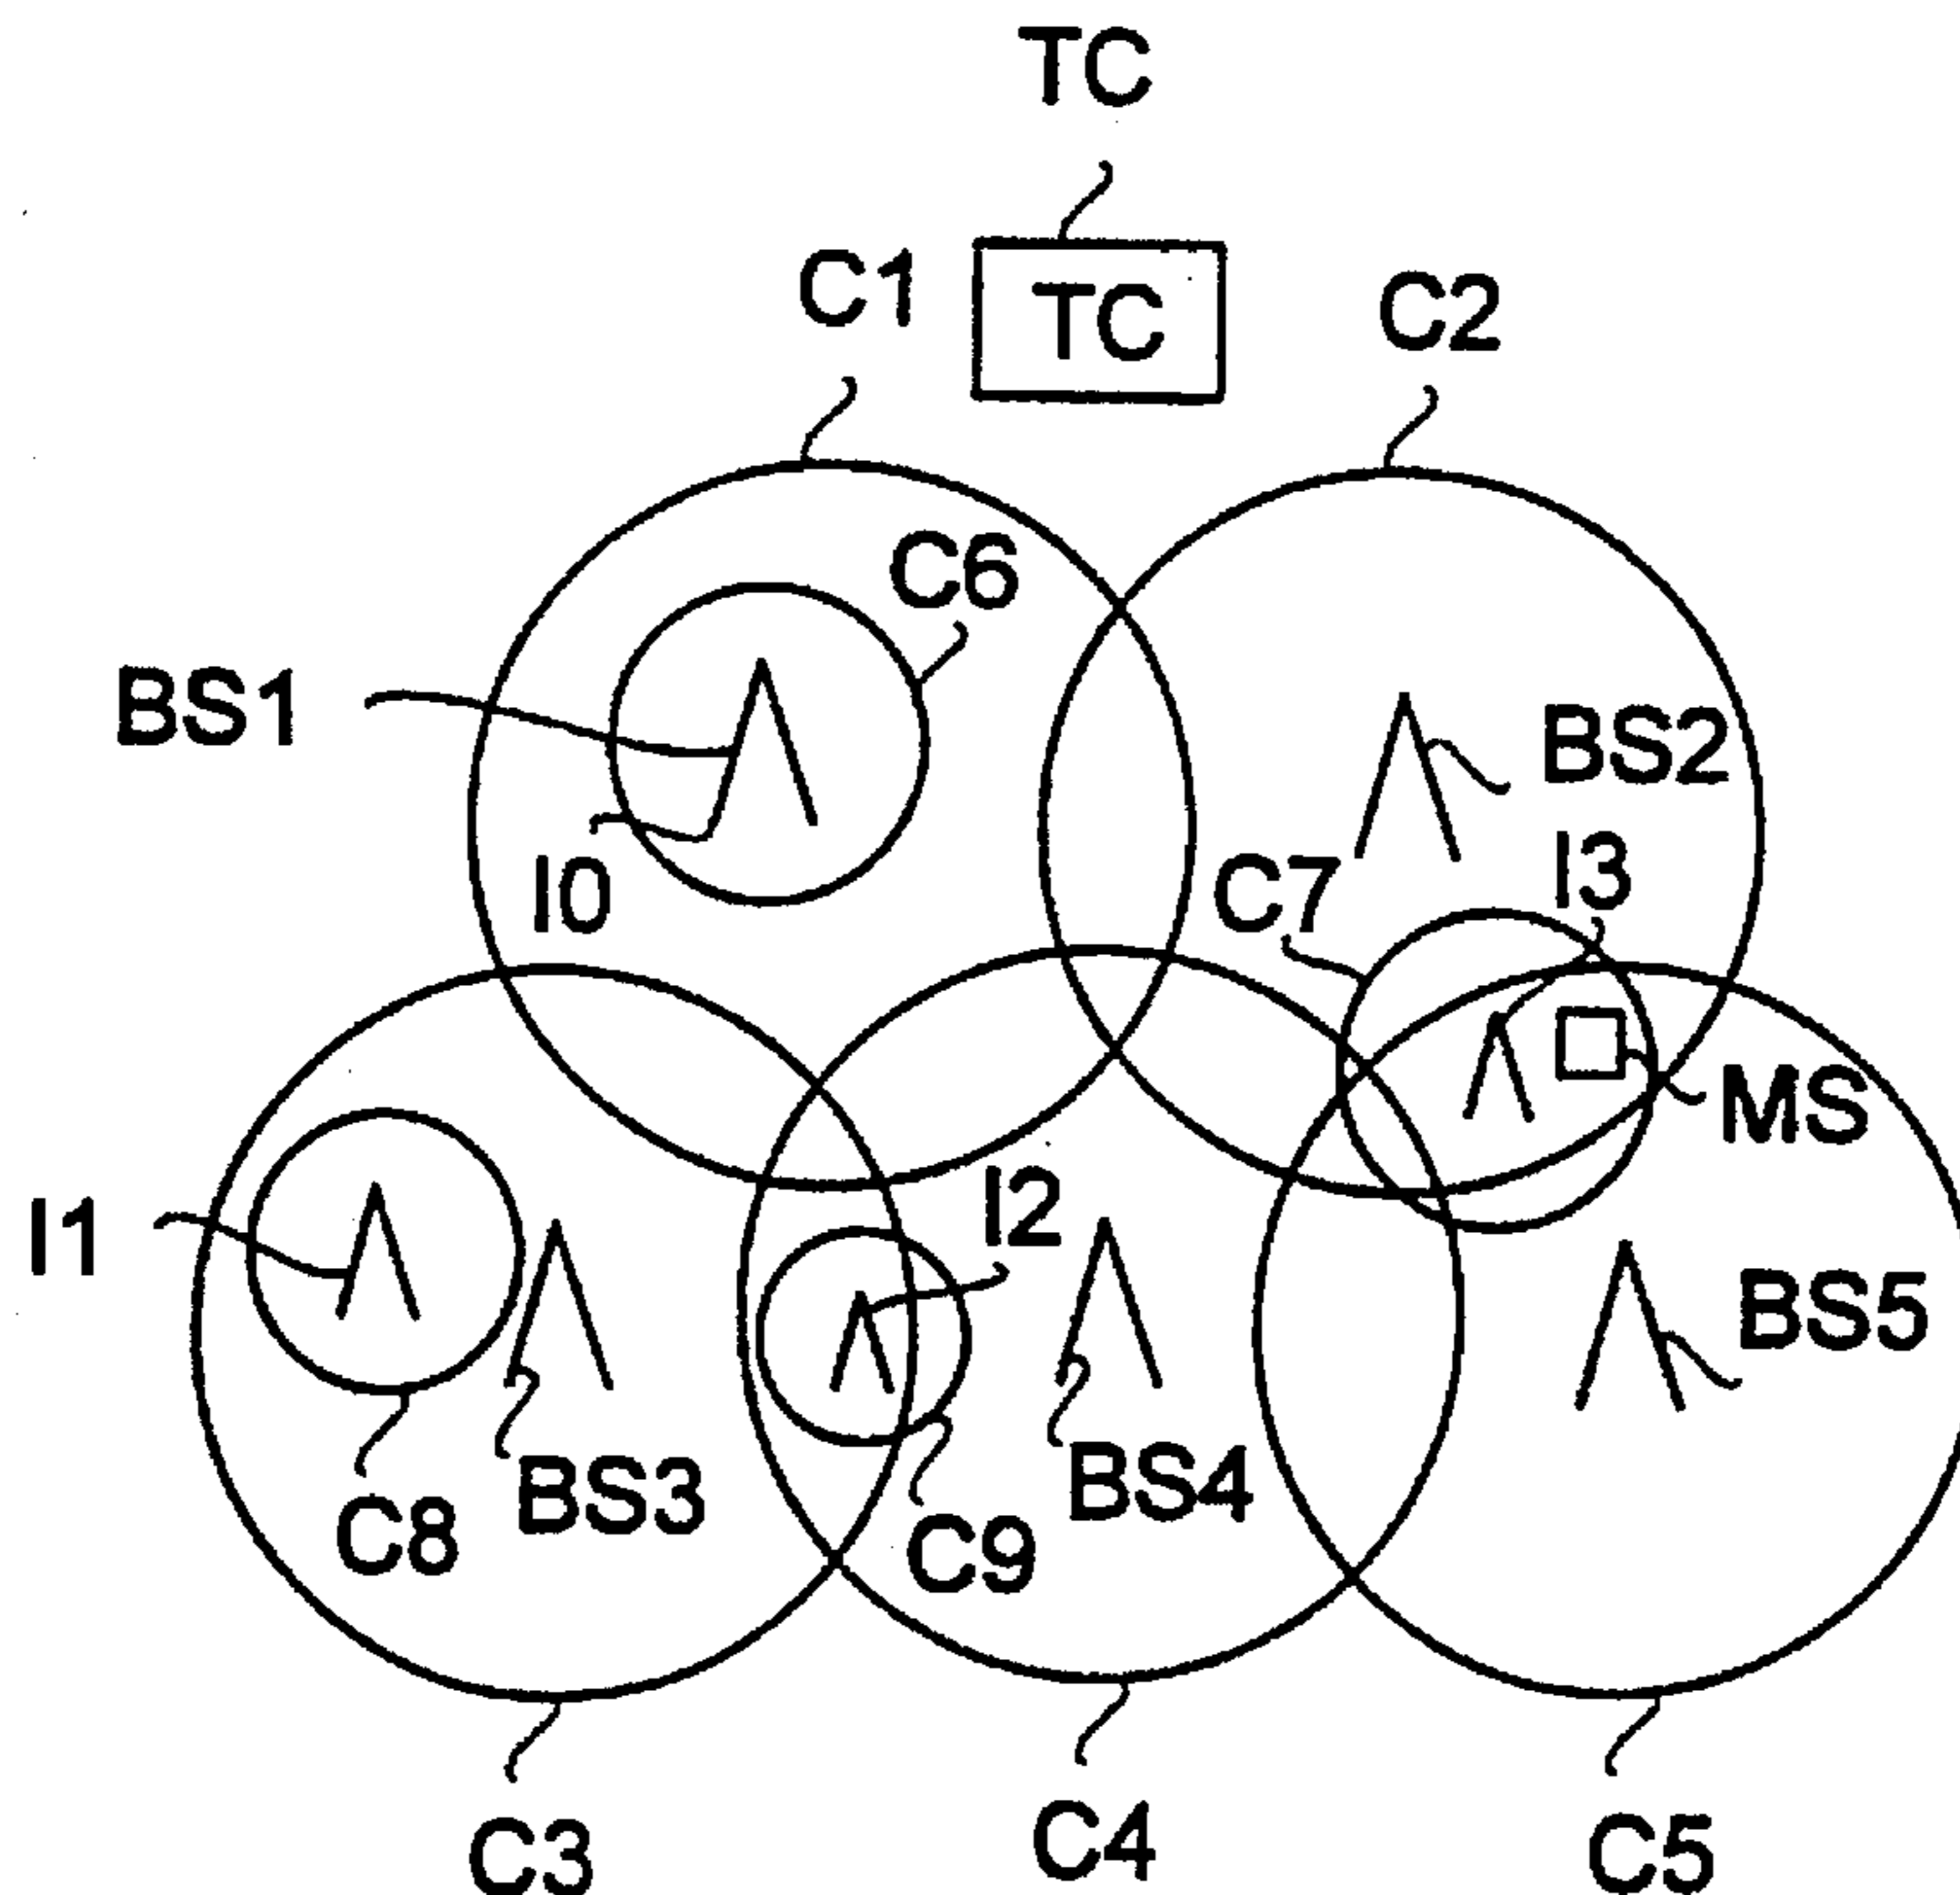 TC
C1 TC C2
C6
BS1
BS2
I0 C7 I3
MS
I1 I2
BS5
C8 BS3 C9 BS4
C3 C4 C5